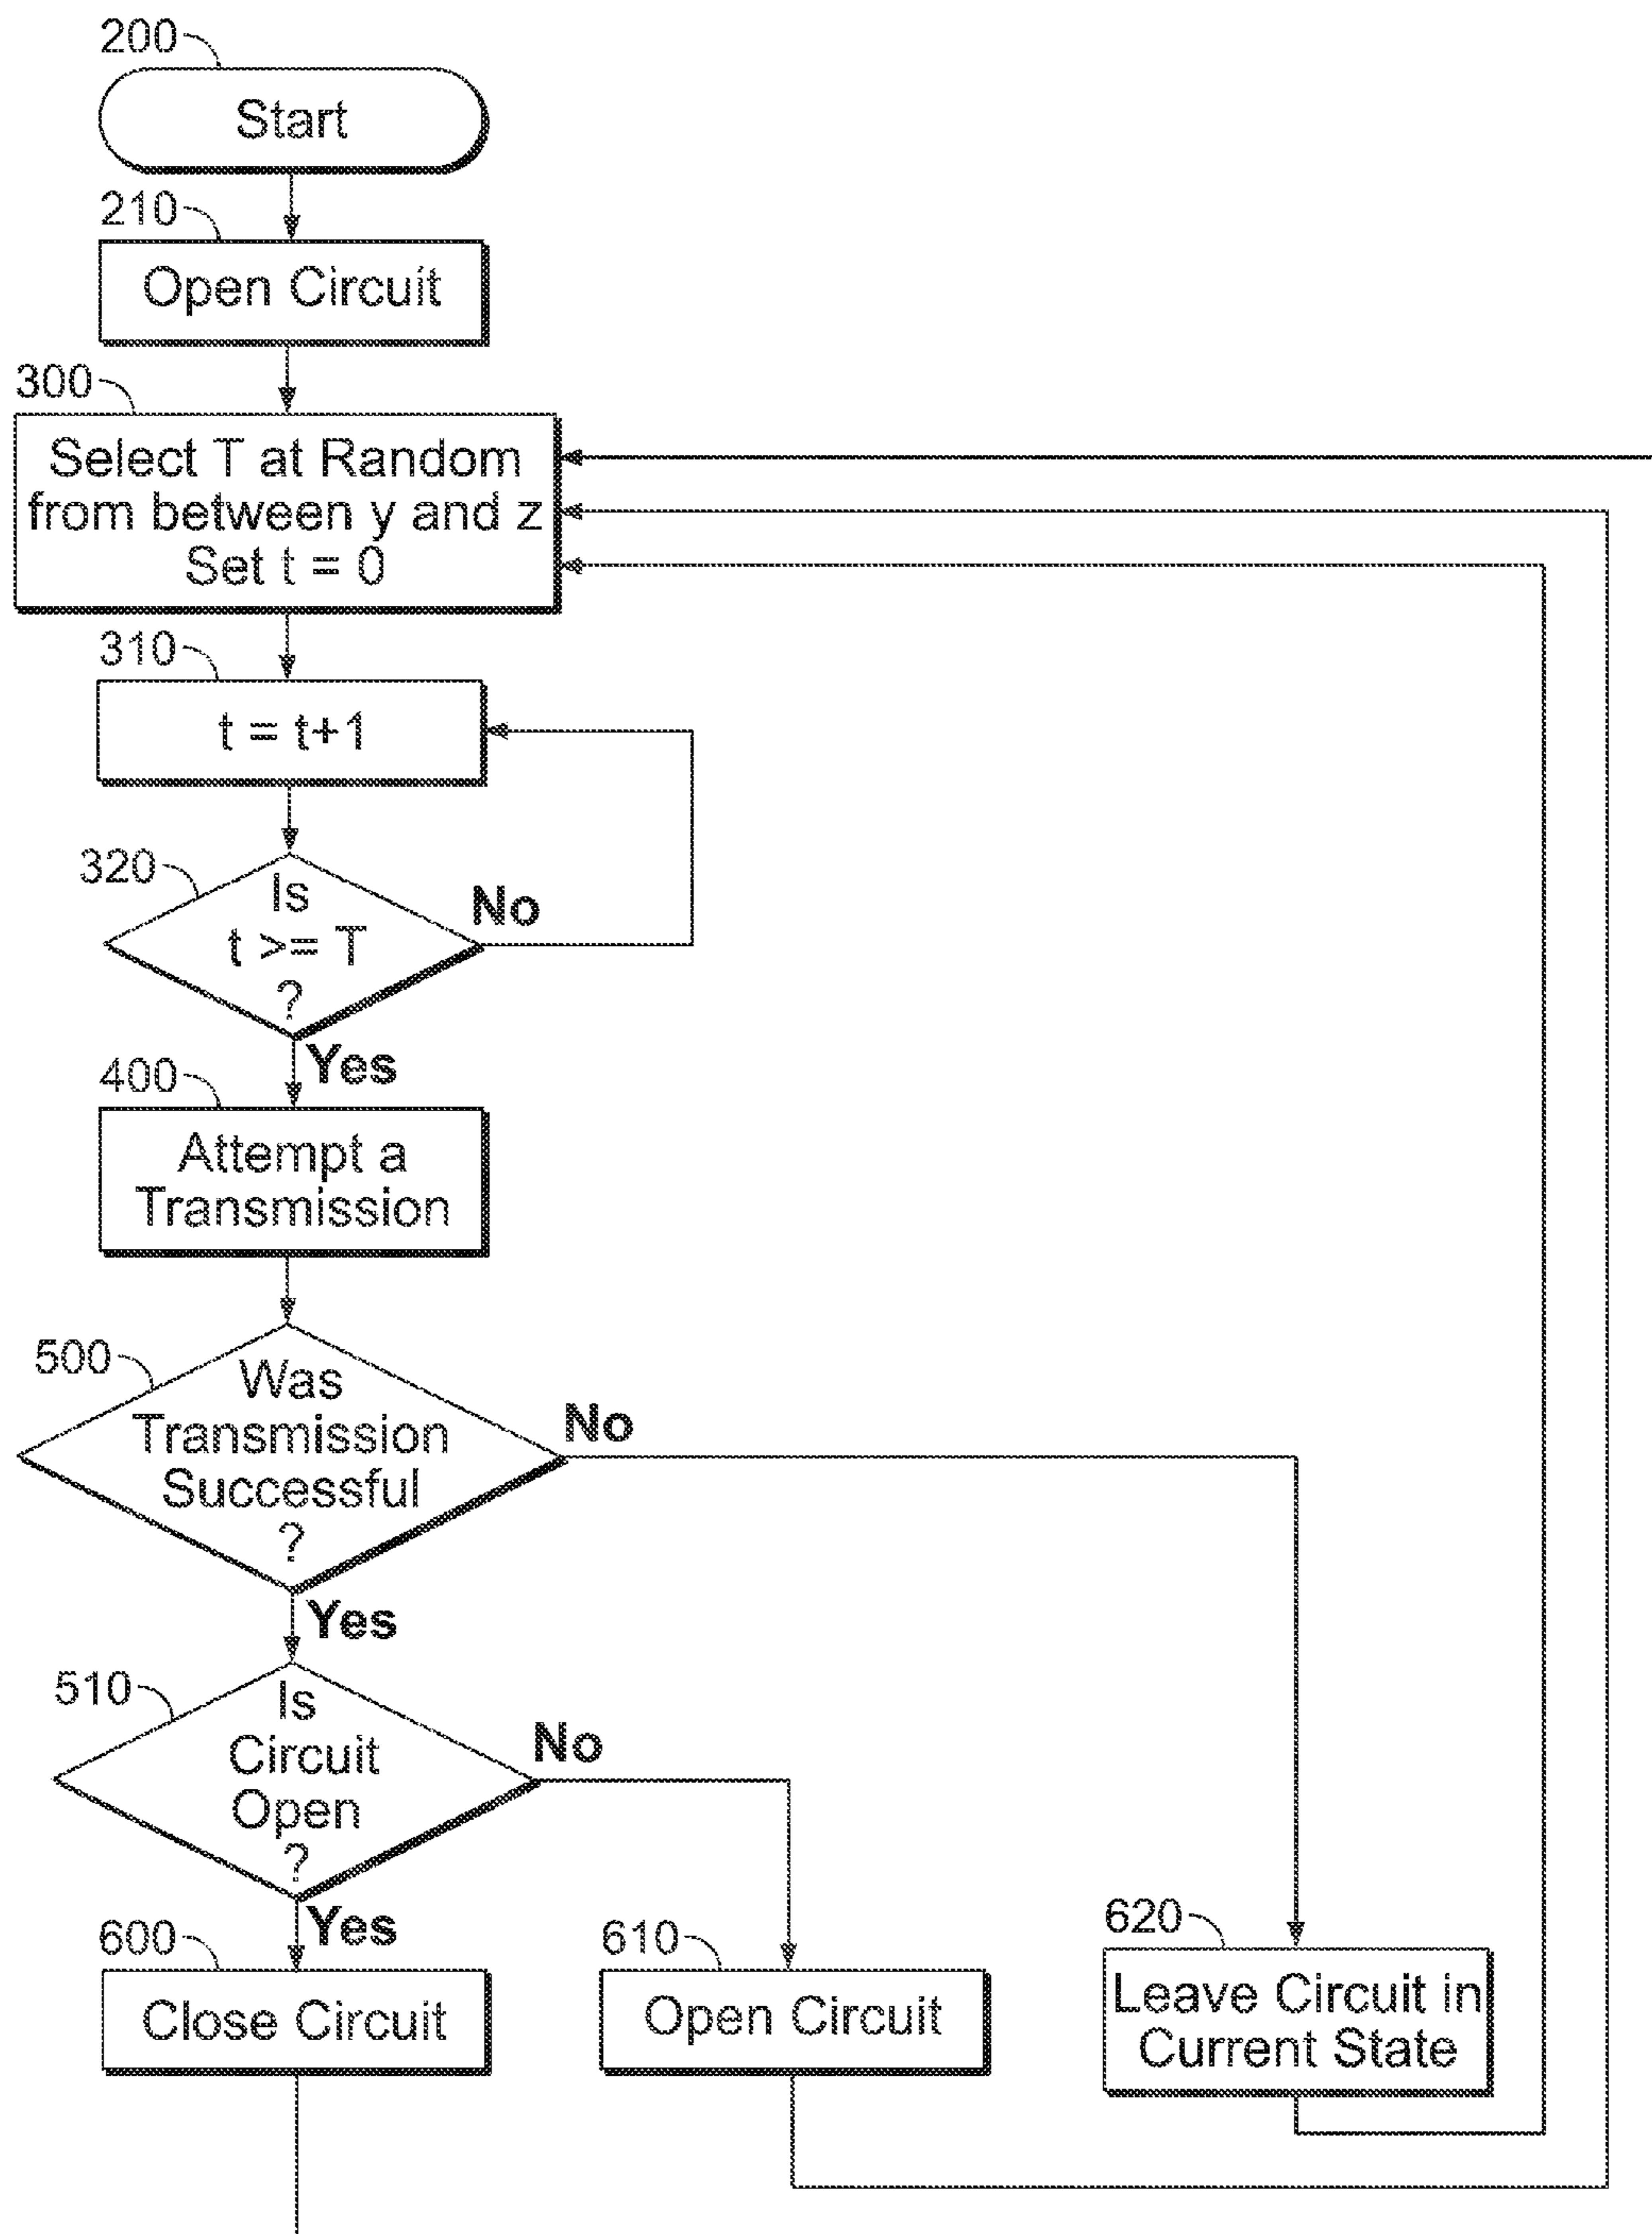 200
Start
210
Open Circuit
300
Select T at Random
from between y and z
Set t = 0
310
t = t+1
320
Is
t >= T
?
No
Yes
400
Attempt a
Transmission
500
Was
Transmission
Successful
?
No
Yes
510
Is
Circuit
Open
?
No
Yes
600
Close Circuit
610
Open Circuit
620
Leave Circuit in
Current State